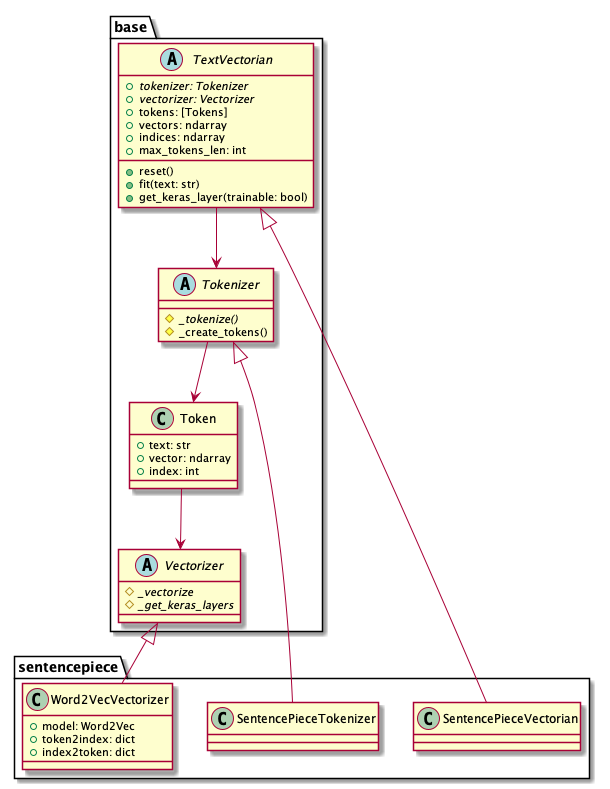 base
A TextVectorian
tokenizer: Tokenizer
vectorizer: Vectorizer
tokens: [Tokens]
vectors: ndarray
indices: ndarray
max_tokens_len: int
reset()
fit(text: str)
get_keras_layer(trainable: bool)
A Tokenizer
_tokenize()
_create_tokens()
C Token
text: str
vector: ndarray
index: int
A Vectorizer
_vectorize
_get_keras_layers
sentencepiece
C Word2VecVectorizer
model: Word2Vec
token2index: dict
index2token: dict
C SentencePieceTokenizer
C SentencePieceVectorian